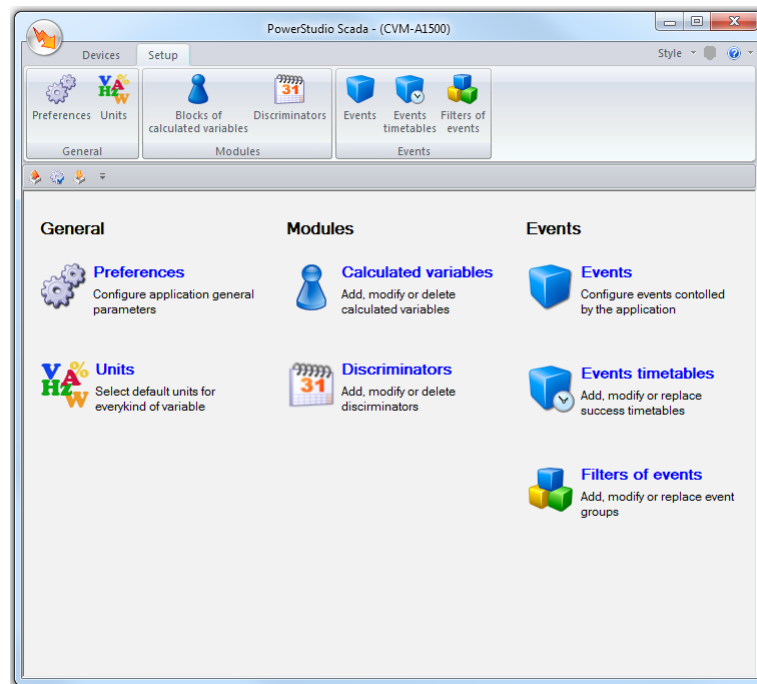 PowerStudio Scada - (CVM-A1500)
Devices Setup Style
Preferences Units Blocks of calculated variables Discriminators Events Events timetables Filters of events
General Modules Events
General
Preferences
Configure application general
parameters
Units
Select default units for
everykind of variable
Modules
Calculated variables
Add, modify or delete
calculated variables
Discriminators
Add, modify or delete
discirminators
Events
Events
Configure events contolled
by the application
Events timetables
Add, modify or replace
success timetables
Filters of events
Add, modify or replace event
groups